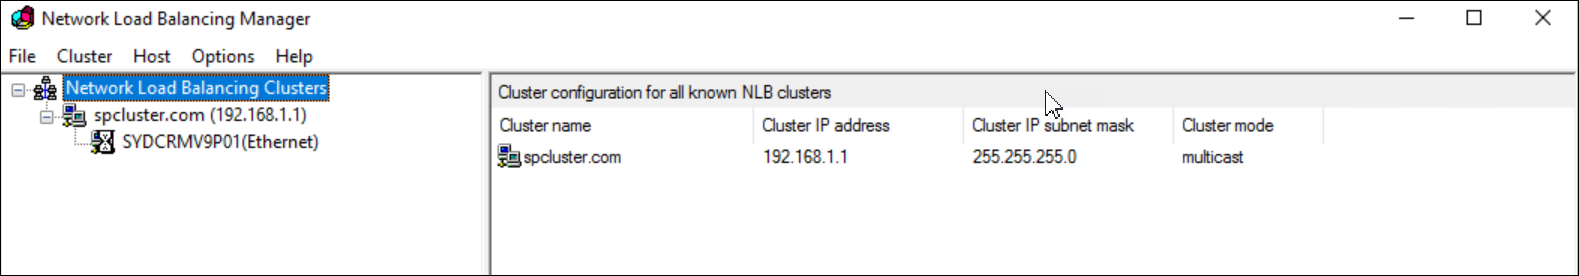 Network Load Balancing Manager
File Cluster Host Options Help
Network Load Balancing Clusters
spcluster.com (192.168.1.1)
SYDCRMV9P01(Ethernet)
Cluster configuration for all known NLB clusters
Cluster name Cluster IP address Cluster IP subnet mask Cluster mode
spcluster.com 192.168.1.1 255.255.255.0 multicast